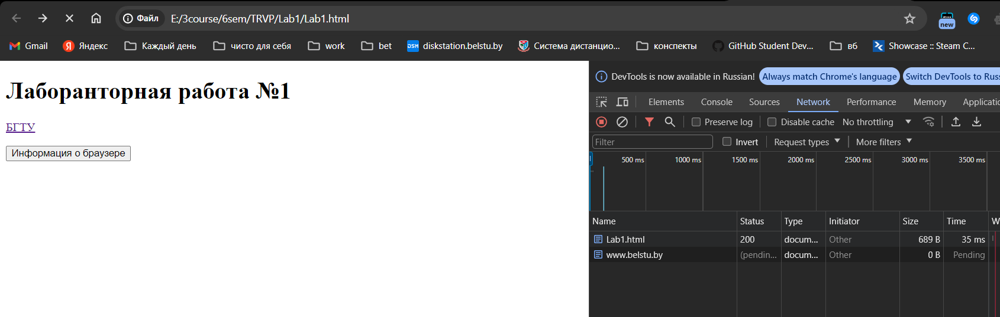 Файл E:/3course/6sem/TRVP/Lab1/Lab1.html
new
Gmail Яндекс Каждый день чисто для себя work bet DSM diskstation.belstu.by Система дистанцио... конспекты GitHub Student Dev... вб Showcase :: Steam C...
Лаборанторная работа №1
БГТУ
Информация о браузере
DevTools is now available in Russian! Always match Chrome's language Switch DevTools to Rus
Elements Console Sources Network Performance Memory Applicati
Preserve log Disable cache No throttling
Filter Invert Request types More filters
500 ms 1000 ms 1500 ms 2000 ms 2500 ms 3000 ms 3500 ms
Name Status Type Initiator Size Time W
Lab1.html 200 docum... Other 689 B 35 ms
www.belstu.by (pendin... docum... Other 0 B Pending